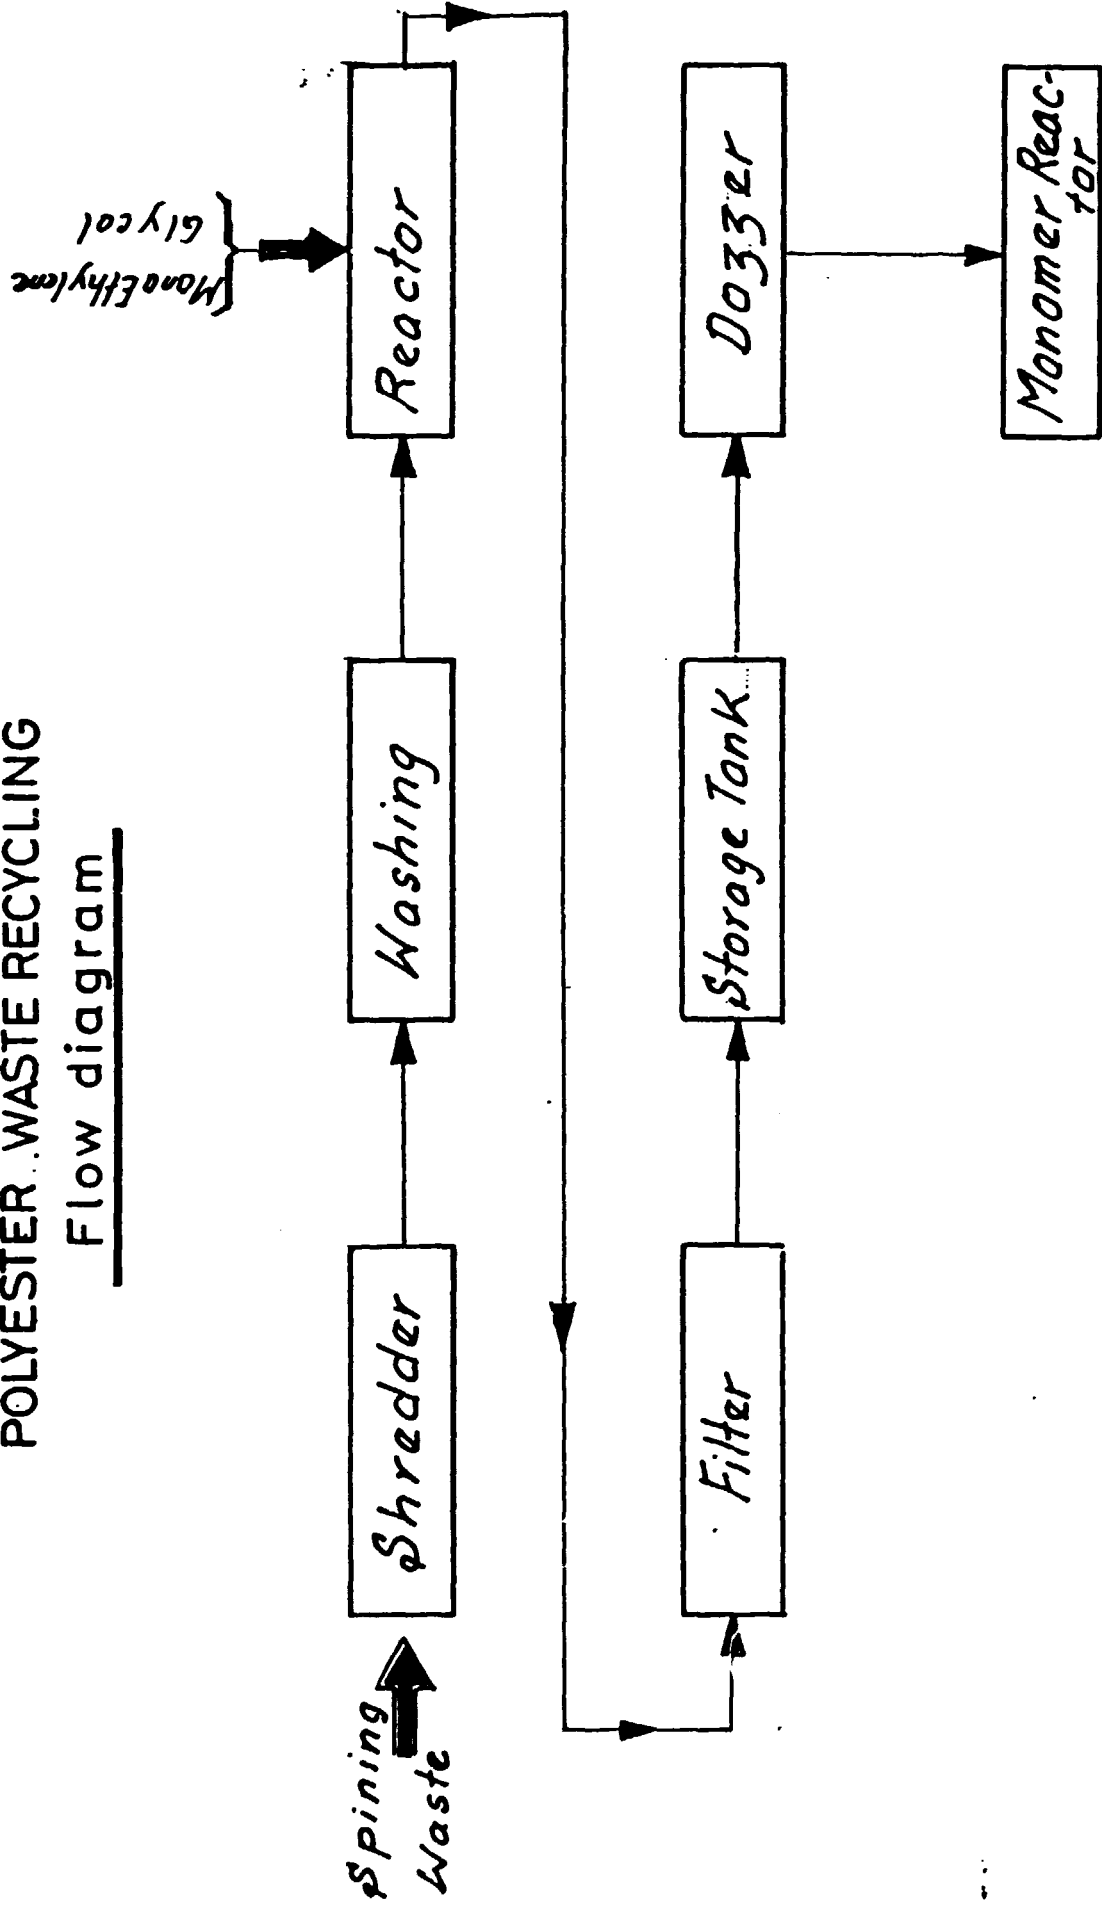 POLYESTER WASTE RECYCLING
Flow diagram
MonoEthylene
Glycol
Spining
Waste
Shredder
Washing
Reactor
Filter
Storage Tank
Dozzer
Monomer Reac-
tor